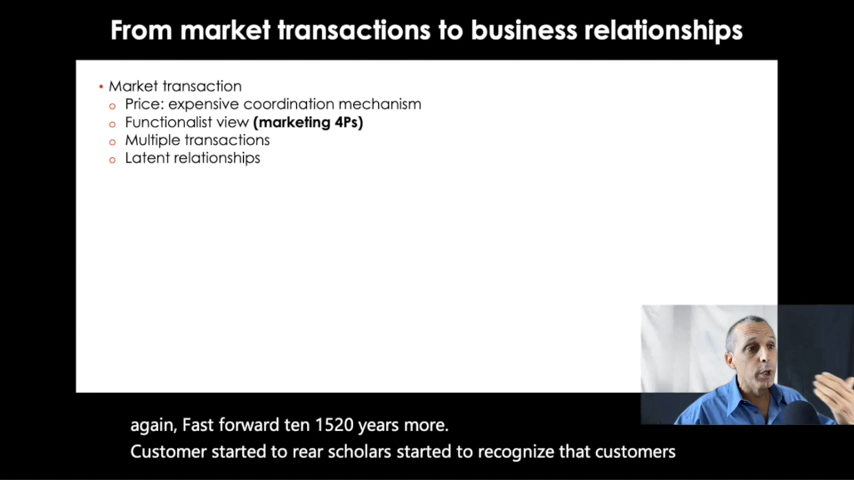 From market transactions to business relationships
• Market transaction
o Price: expensive coordination mechanism
o Functionalist view (marketing 4Ps)
o Multiple transactions
o Latent relationships
again, Fast forward ten 1520 years more.
Customer started to rear scholars started to recognize that customers